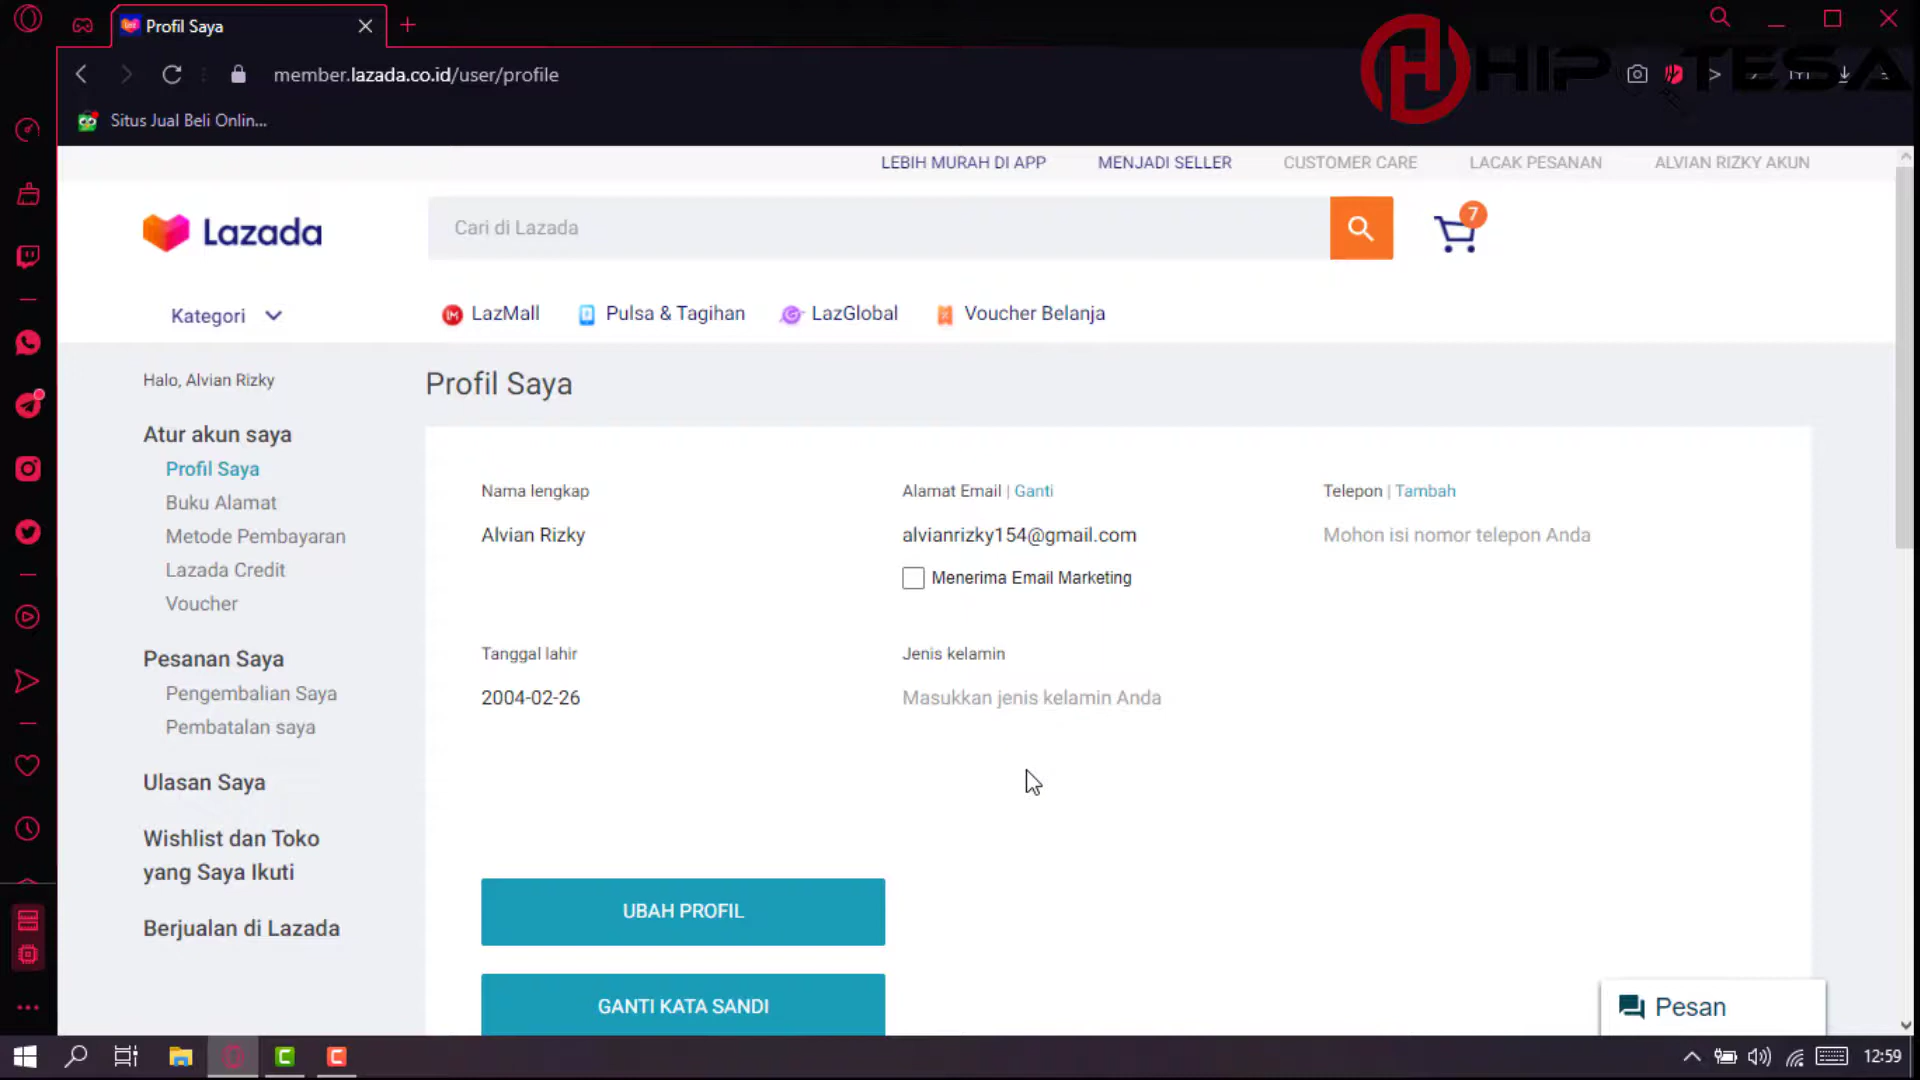 Profil Saya
member.lazada.co.id/user/profile
HIPOTESA
Situs Jual Beli Onlin...
LEBIH MURAH DI APP
MENJADI SELLER
CUSTOMER CARE
LACAK PESANAN
ALVIAN RIZKY AKUN
Lazada
Cari di Lazada
7
Kategori
LazMall
Pulsa & Tagihan
LazGlobal
Voucher Belanja
Halo, Alvian Rizky
Atur akun saya
Profil Saya
Buku Alamat
Metode Pembayaran
Lazada Credit
Voucher
Pesanan Saya
Pengembalian Saya
Pembatalan saya
Ulasan Saya
Wishlist dan Toko
yang Saya Ikuti
Berjualan di Lazada
Profil Saya
Nama lengkap
Alvian Rizky
Alamat Email | Ganti
alvianrizky154@gmail.com
Menerima Email Marketing
Telepon | Tambah
Mohon isi nomor telepon Anda
Tanggal lahir
2004-02-26
Jenis kelamin
Masukkan jenis kelamin Anda
UBAH PROFIL
GANTI KATA SANDI
Pesan
12:59